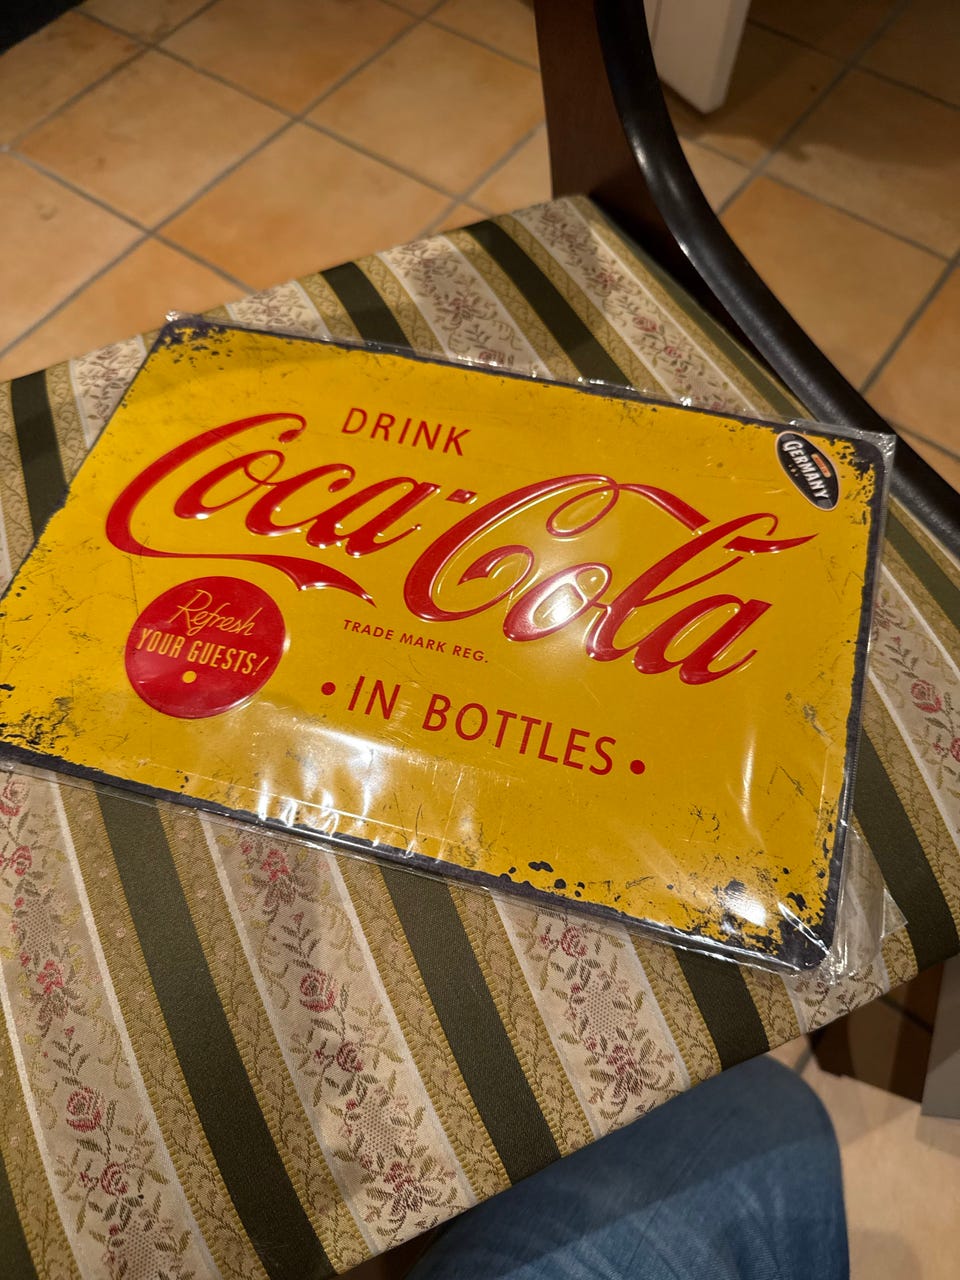 DRINK
Coca-Cola
TRADE MARK REG.
Refresh
YOUR GUESTS!
• IN BOTTLES •
GERMANY